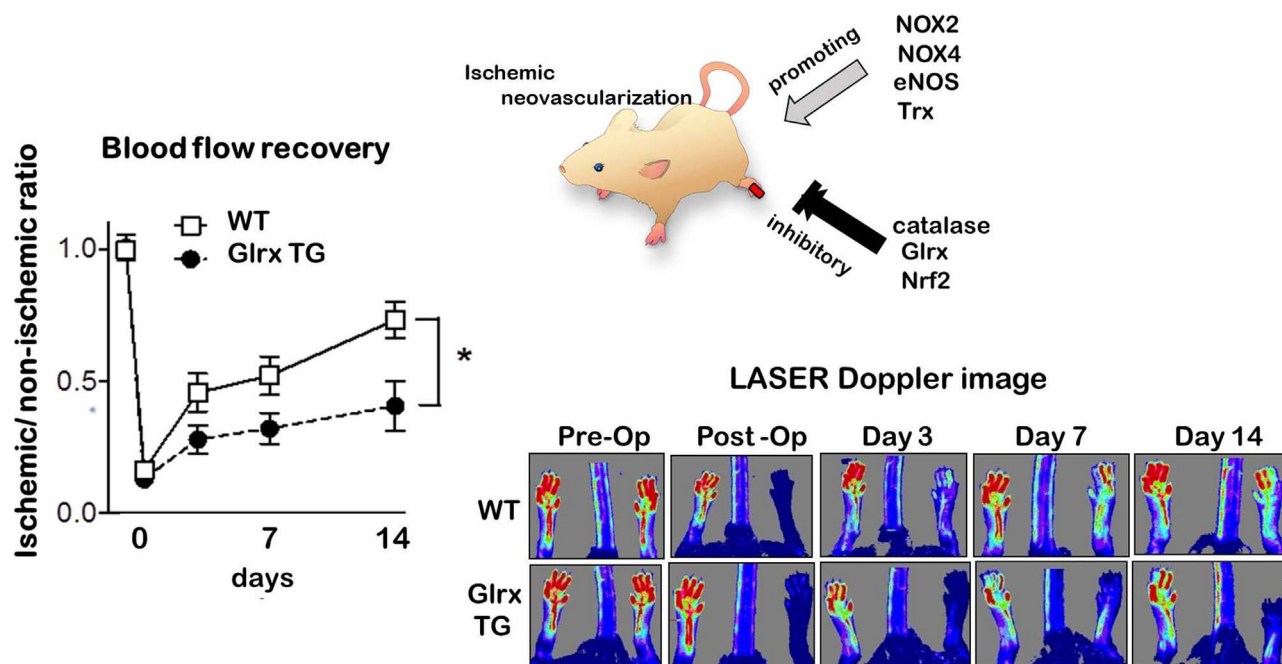 NOX2
NOX4
eNOS
Trx
promoting
Ischemic
neovascularization
inhibitory
catalase
Glrx
Nrf2
Blood flow recovery
WT
Glrx TG
Ischemic/ non-ischemic ratio
1.0
0.5
0.0
*
0 7 14
days
LASER Doppler image
Pre-Op Post -Op Day 3 Day 7 Day 14
WT
Glrx
TG